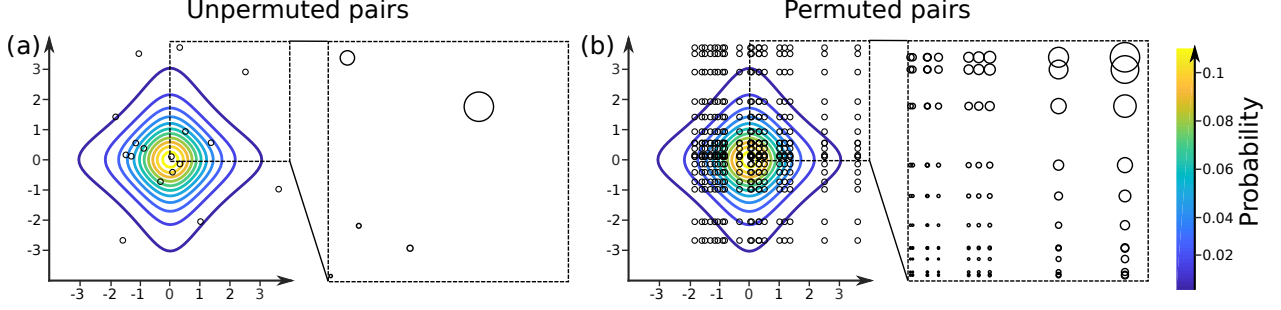 Unpermuted pairs
Permuted pairs
(a)
3
2
1
0
-1
-2
-3
-3 -2 -1 0 1 2 3
(b)
3
2
1
0
-1
-2
-3
-3 -2 -1 0 1 2 3
0.1
0.08
0.06
0.04
0.02
Probability